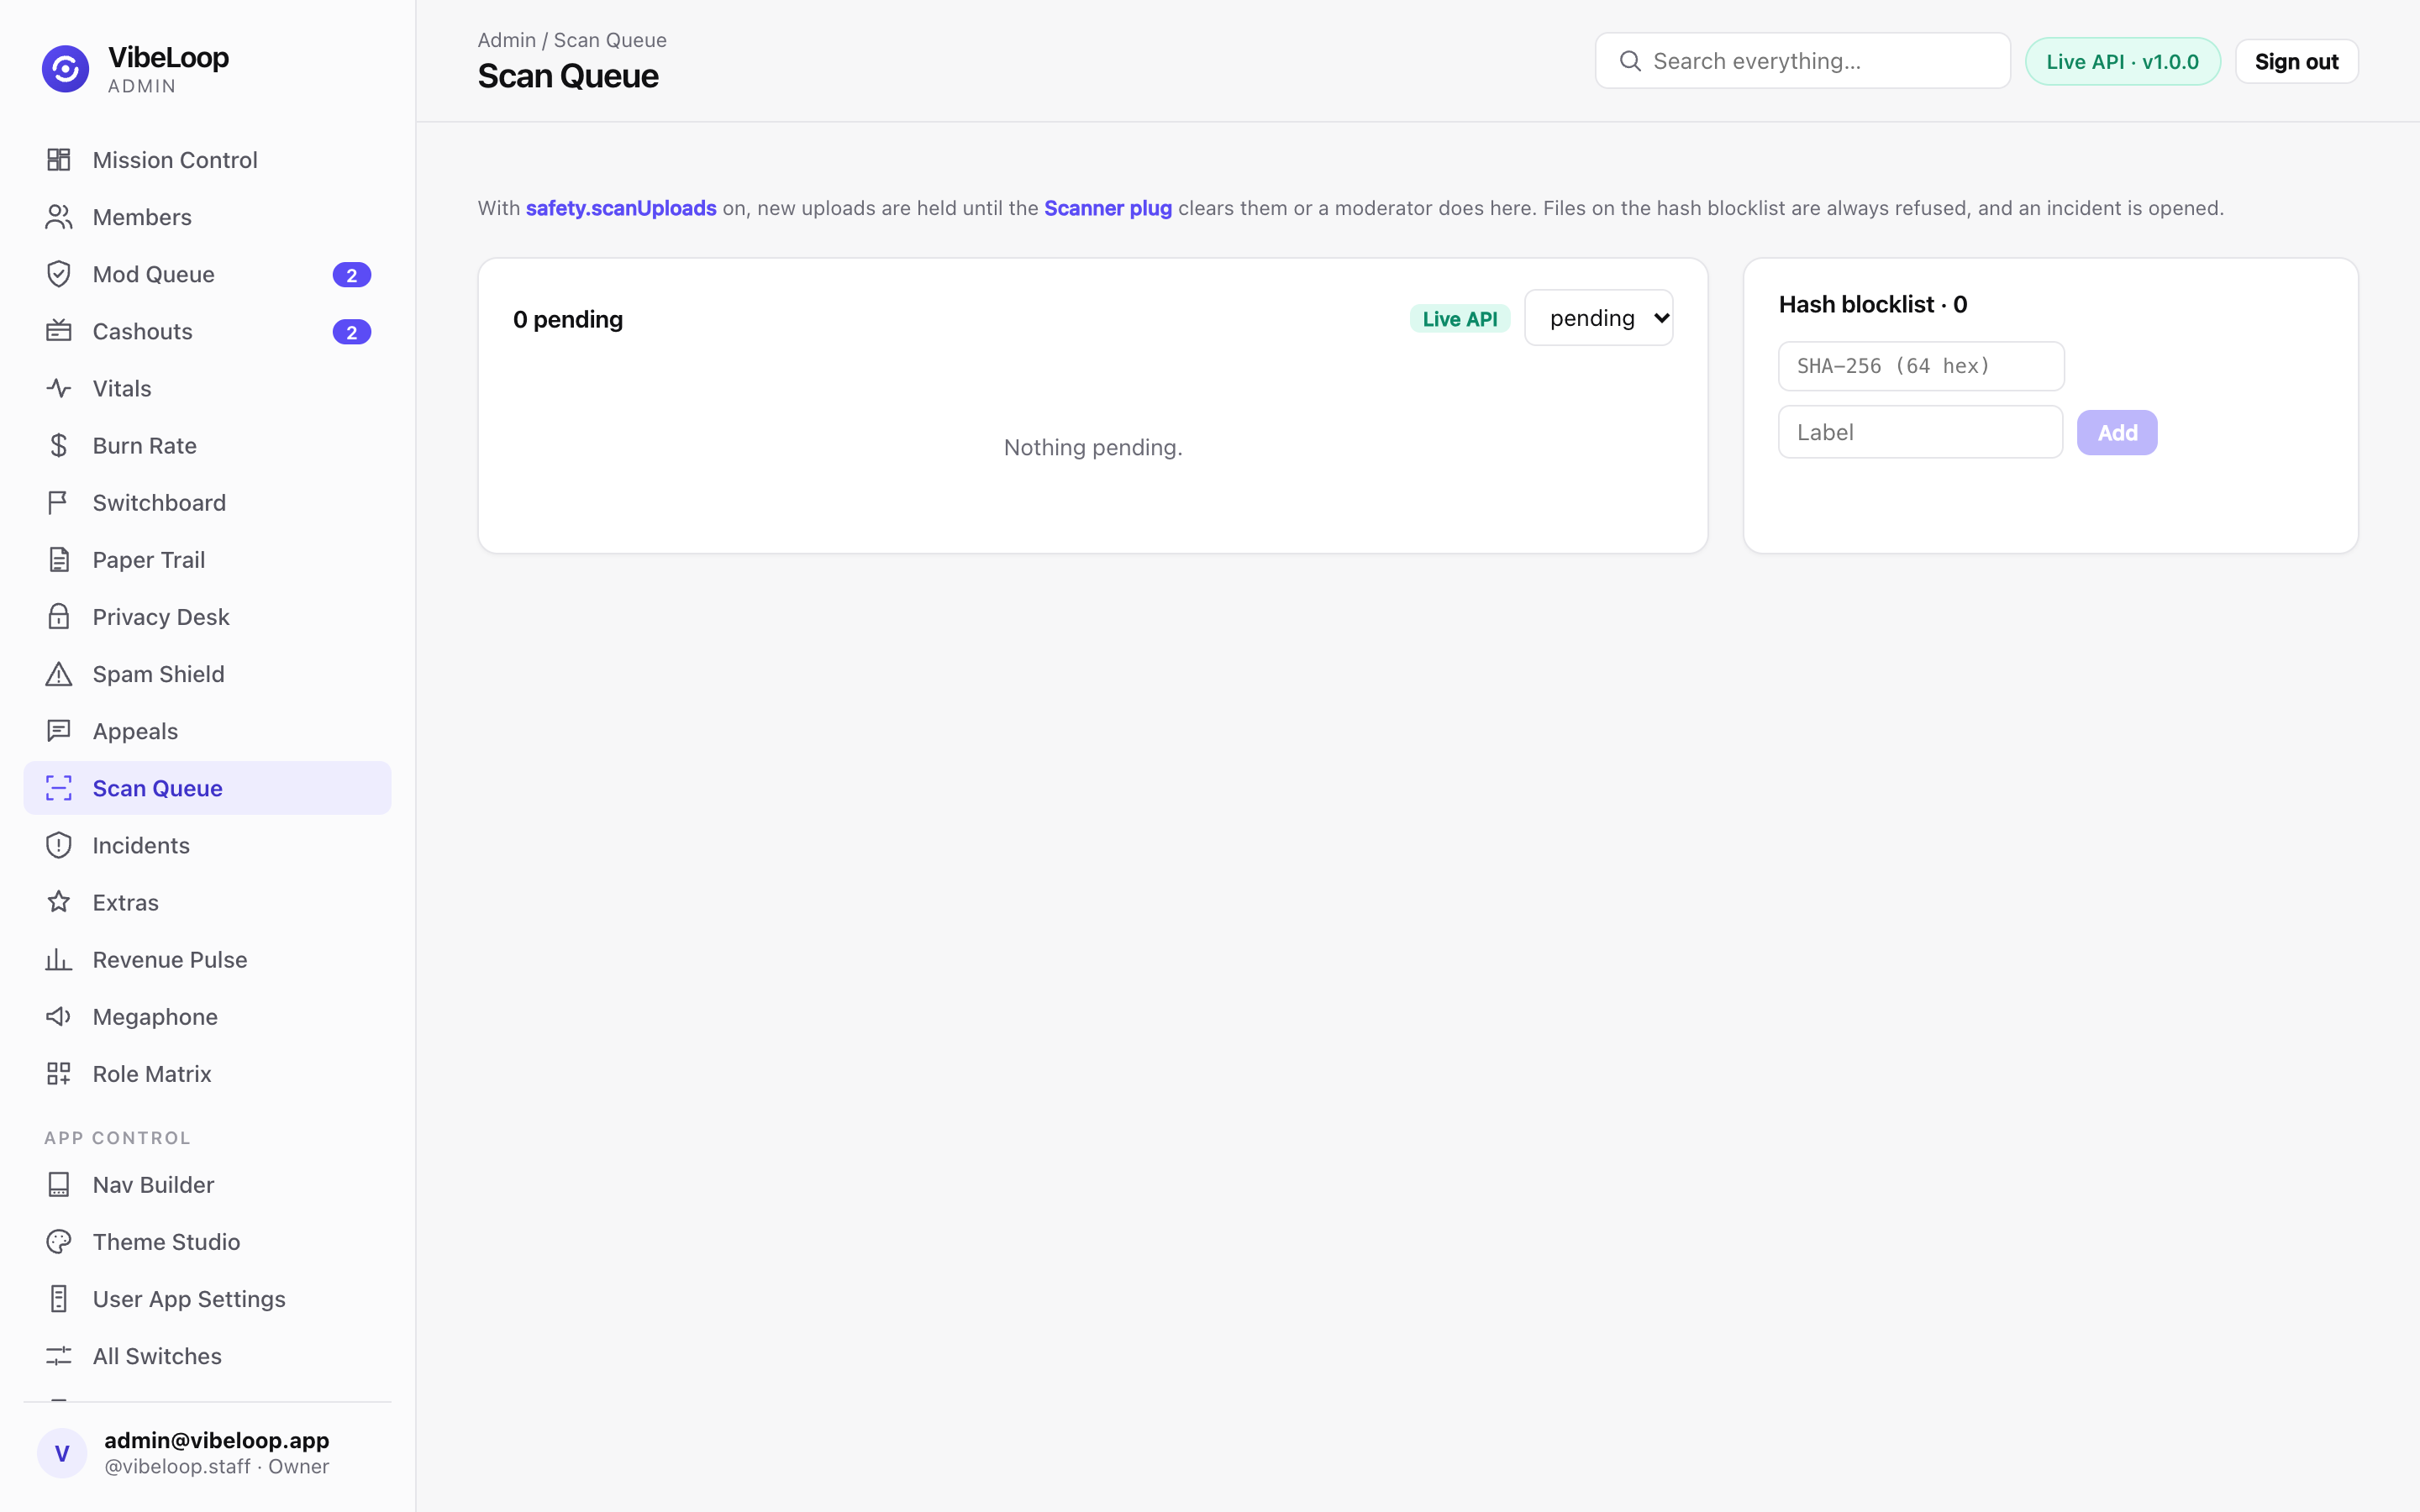 VibeLoop
ADMIN
Mission Control
Members
Mod Queue 2
Cashouts 2
Vitals
Burn Rate
Switchboard
Paper Trail
Privacy Desk
Spam Shield
Appeals
Scan Queue
Incidents
Extras
Revenue Pulse
Megaphone
Role Matrix
APP CONTROL
Nav Builder
Theme Studio
User App Settings
All Switches
V
admin@vibeloop.app
@vibeloop.staff · Owner
Admin / Scan Queue
Scan Queue
Search everything...
Live API · v1.0.0
Sign out
With safety.scanUploads on, new uploads are held until the Scanner plug clears them or a moderator does here. Files on the hash blocklist are always refused, and an incident is opened.
0 pending
Live API
pending
Nothing pending.
Hash blocklist · 0
SHA-256 (64 hex)
Label
Add